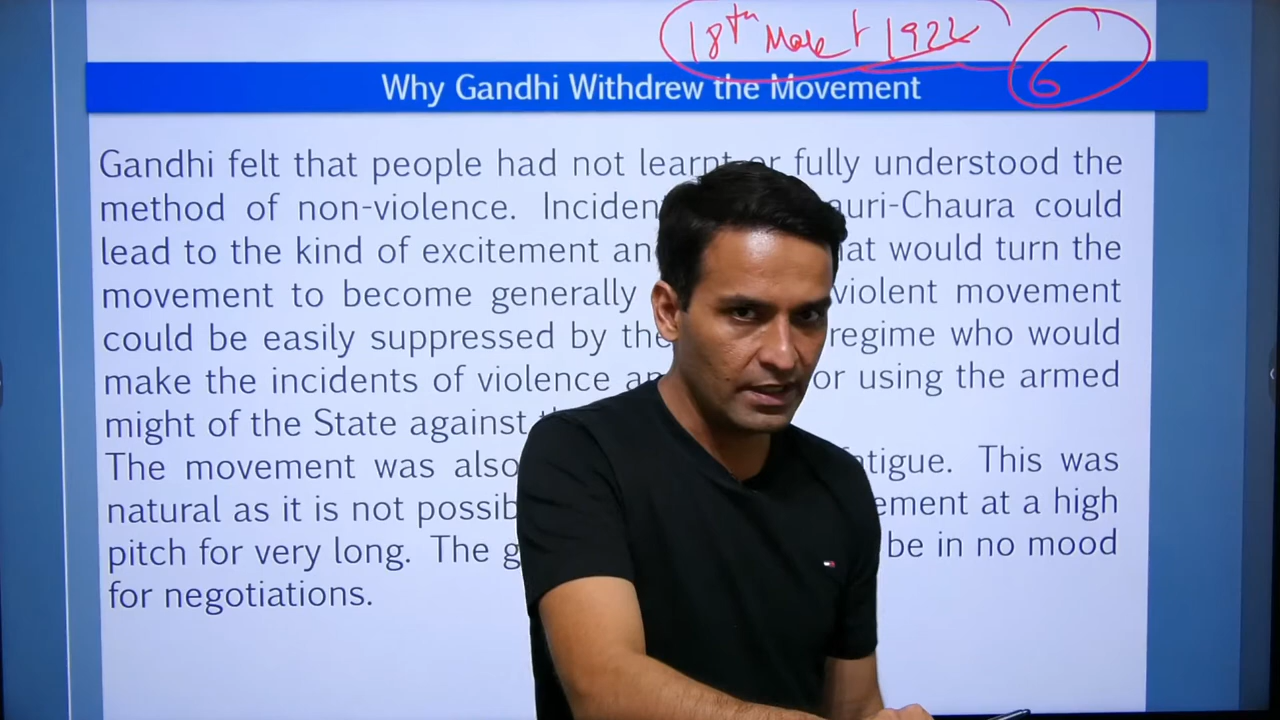 18th March 1922
6
Why Gandhi Withdrew the Movement
Gandhi felt that people had not learnt or fully understood the
method of non-violence. Inciden auri-Chaura could
lead to the kind of excitement an at would turn the
movement to become generally violent movement
could be easily suppressed by the regime who would
make the incidents of violence an or using the armed
might of the State against
The movement was also fatigue. This was
natural as it is not possib ement at a high
pitch for very long. The g be in no mood
for negotiations.